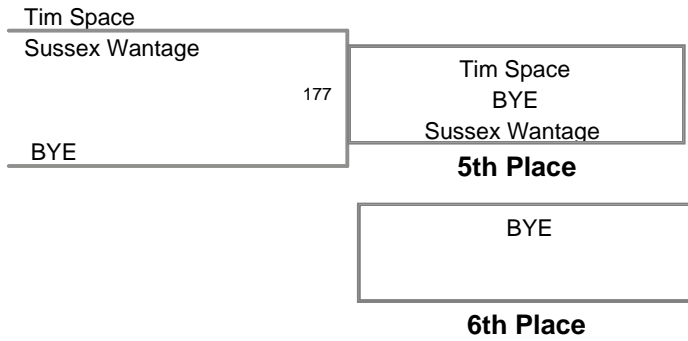 Tim Space
Sussex Wantage
177
BYE
Tim Space
BYE
Sussex Wantage
5th Place
BYE
6th Place